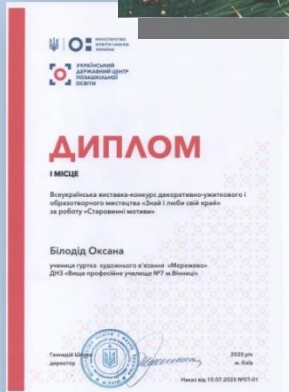 МІНІСТЕРСТВО
ОСВІТИ І НАУКИ
УКРАЇНИ
УКРАЇНСЬКИЙ
ДЕРЖАВНИЙ ЦЕНТР
ПОЗАШКІЛЬНОЇ
ОСВІТИ
ДИПЛОМ
І МІСЦЕ
Всеукраїнська виставка-конкурс декоративно-ужиткового і
образотворчого мистецтва «Знай і люби свій край»
за роботу «Старовинні мотиви»
Білодід Оксана
учениця гуртка художнього в'язання «Мереживо»
ДНЗ «Вище професійне училище №7 м.Вінниці»
Геннадій
директор
2020 рік
м. Київ
Наказ від 10.07.2020 №07-01